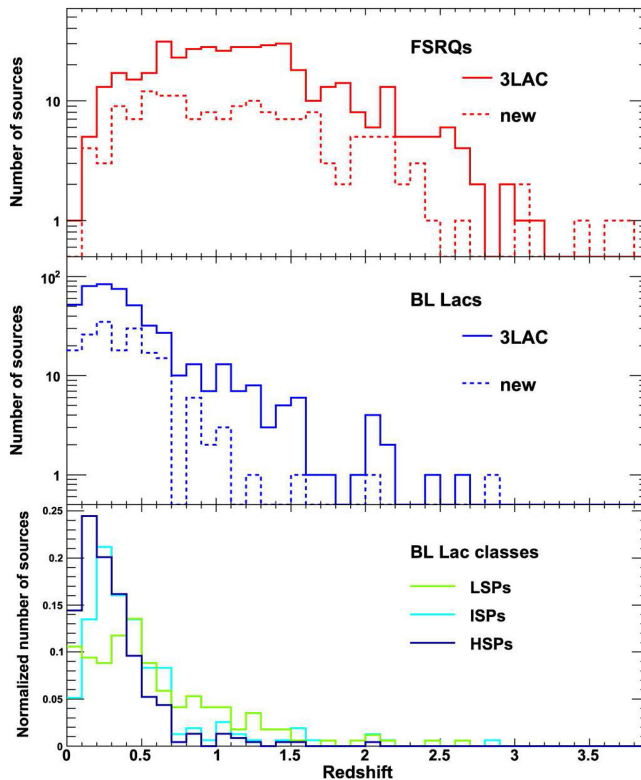 Number of sources
10
1
FSRQs
3LAC
new
Number of sources
10²
10
1
BL Lacs
3LAC
new
Normalized number of sources
0.25
0.2
0.15
0.1
0.05
0
BL Lac classes
LSPs
ISPs
HSPs
0 0.5 1 1.5 2 2.5 3 3.5
Redshift